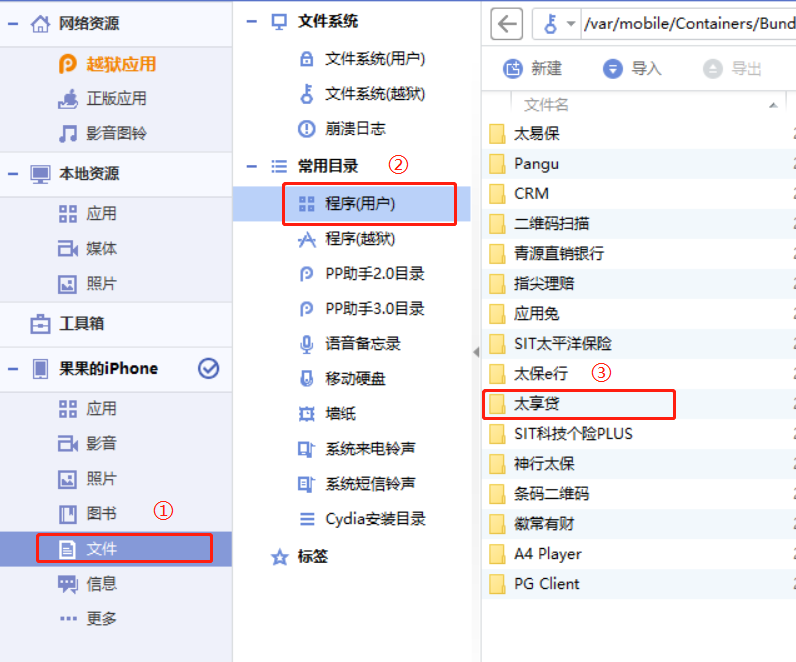 网络资源
越狱应用
正版应用
影音图铃
本地资源
应用
媒体
照片
工具箱
果果的iPhone
应用
影音
照片
图书
①
文件
信息
更多
文件系统
文件系统(用户)
文件系统(越狱)
崩溃日志
常用目录
②
程序(用户)
程序(越狱)
PP助手2.0目录
PP助手3.0目录
语音备忘录
移动硬盘
墙纸
系统来电铃声
系统短信铃声
Cydia安装目录
标签
/var/mobile/Containers/Bund
新建 导入 导出
文件名
太易保
Pangu
CRM
二维码扫描
青源直销银行
指尖理赔
应用兔
SIT太平洋保险
太保e行
③
太享贷
SIT科技个险PLUS
神行太保
条码二维码
徽常有财
A4 Player
PG Client